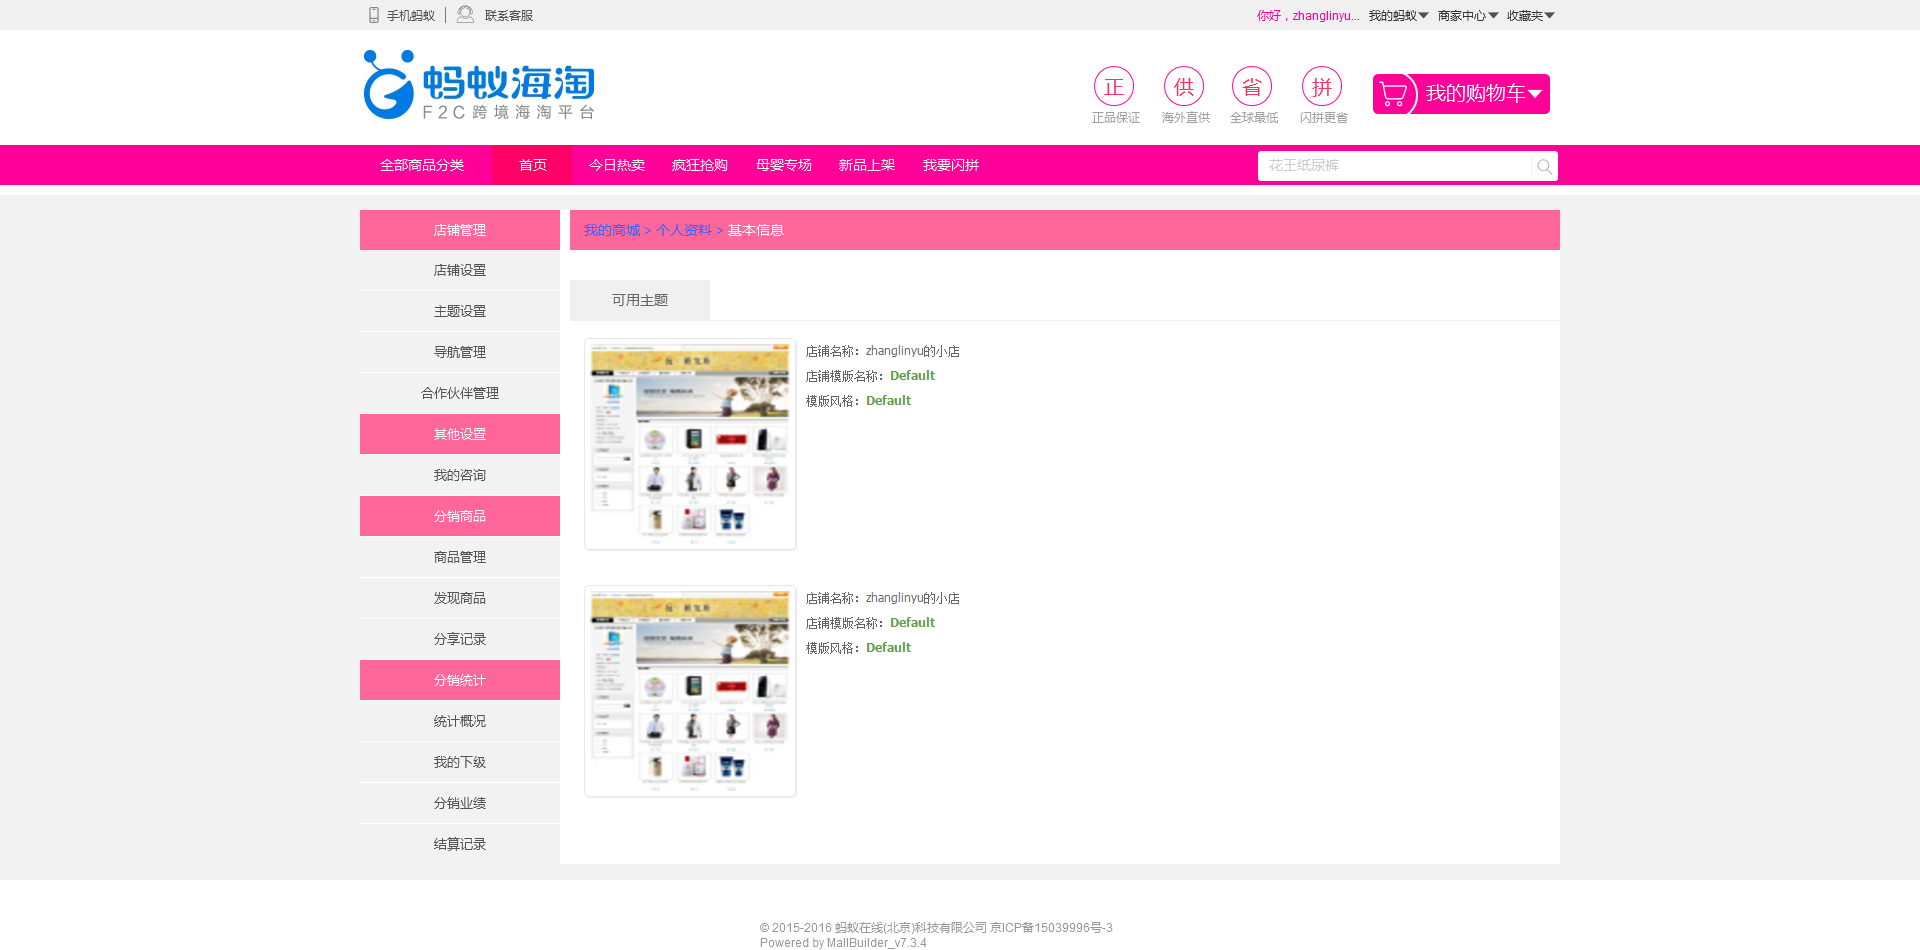 手机蚂蚁 联系客服 你好，zhanglinyu... 我的蚂蚁 商家中心 收藏夹
蚂蚁海淘
F2C跨境海淘平台
正 供 省 拼
正品保证 海外直供 全球最低 闪拼更省
我的购物车
全部商品分类 首页 今日热卖 疯狂抢购 母婴专场 新品上架 我要闪拼 花王纸尿裤
店铺管理
店铺设置
主题设置
导航管理
合作伙伴管理
其他设置
我的咨询
分销商品
商品管理
发现商品
分享记录
分销统计
统计概况
我的下级
分销业绩
结算记录
我的商城 > 个人资料 > 基本信息
可用主题
店铺名称：zhanglinyu的小店
店铺模版名称：Default
模版风格：Default
店铺名称：zhanglinyu的小店
店铺模版名称：Default
模版风格：Default
© 2015-2016 蚂蚁在线(北京)科技有限公司 京ICP备15039996号-3
Powered by MallBuilder_v7.3.4